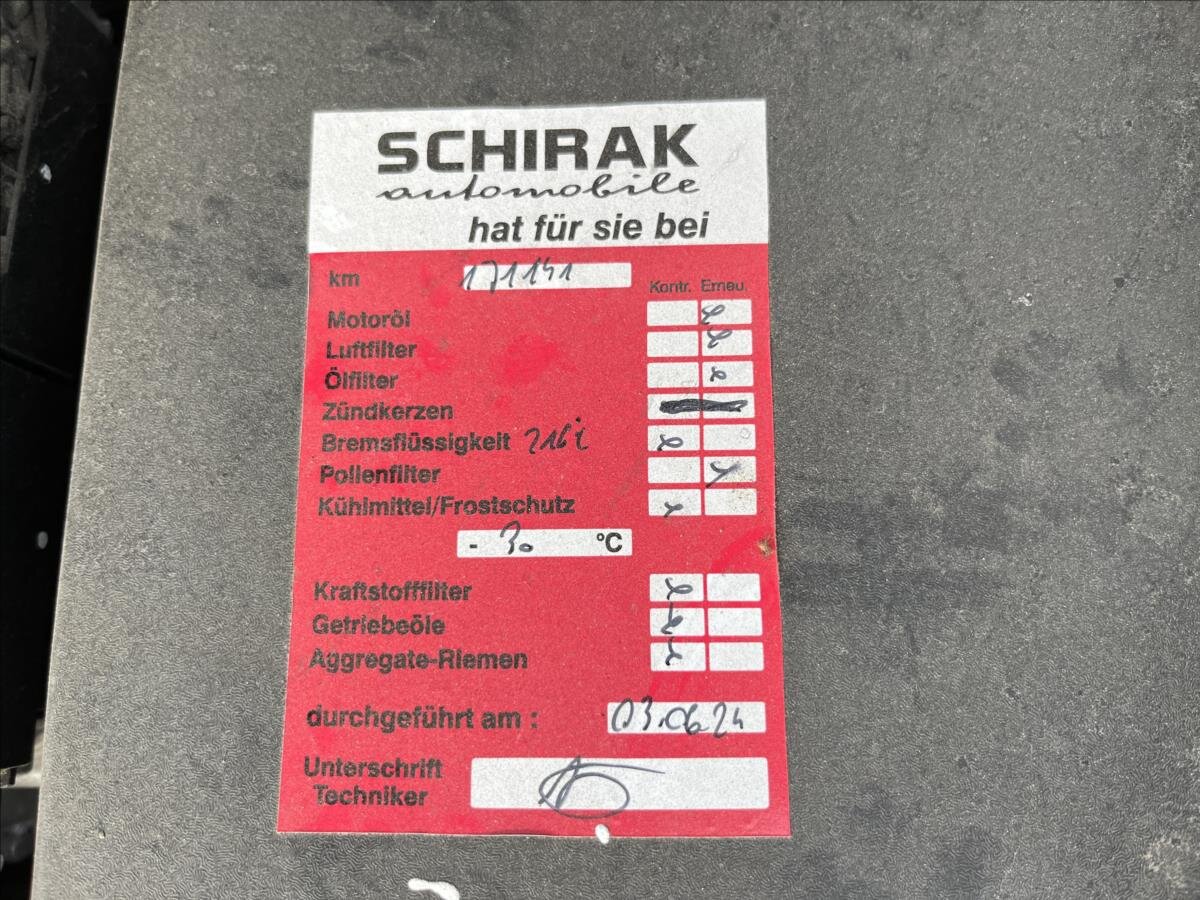 SCHIRAK
automobile
hat für sie bei
km 171141
Kontr. Erneu.
Motoröl
Luftfilter
Ölfilter
Zündkerzen
Bremsflüssigkeit
Pollenfilter
Kühlmittel/Frostschutz
- 30 °C
Kraftstofffilter
Getriebeöle
Aggregate-Riemen
durchgeführt am : 03.06.24
Unterschrift
Techniker